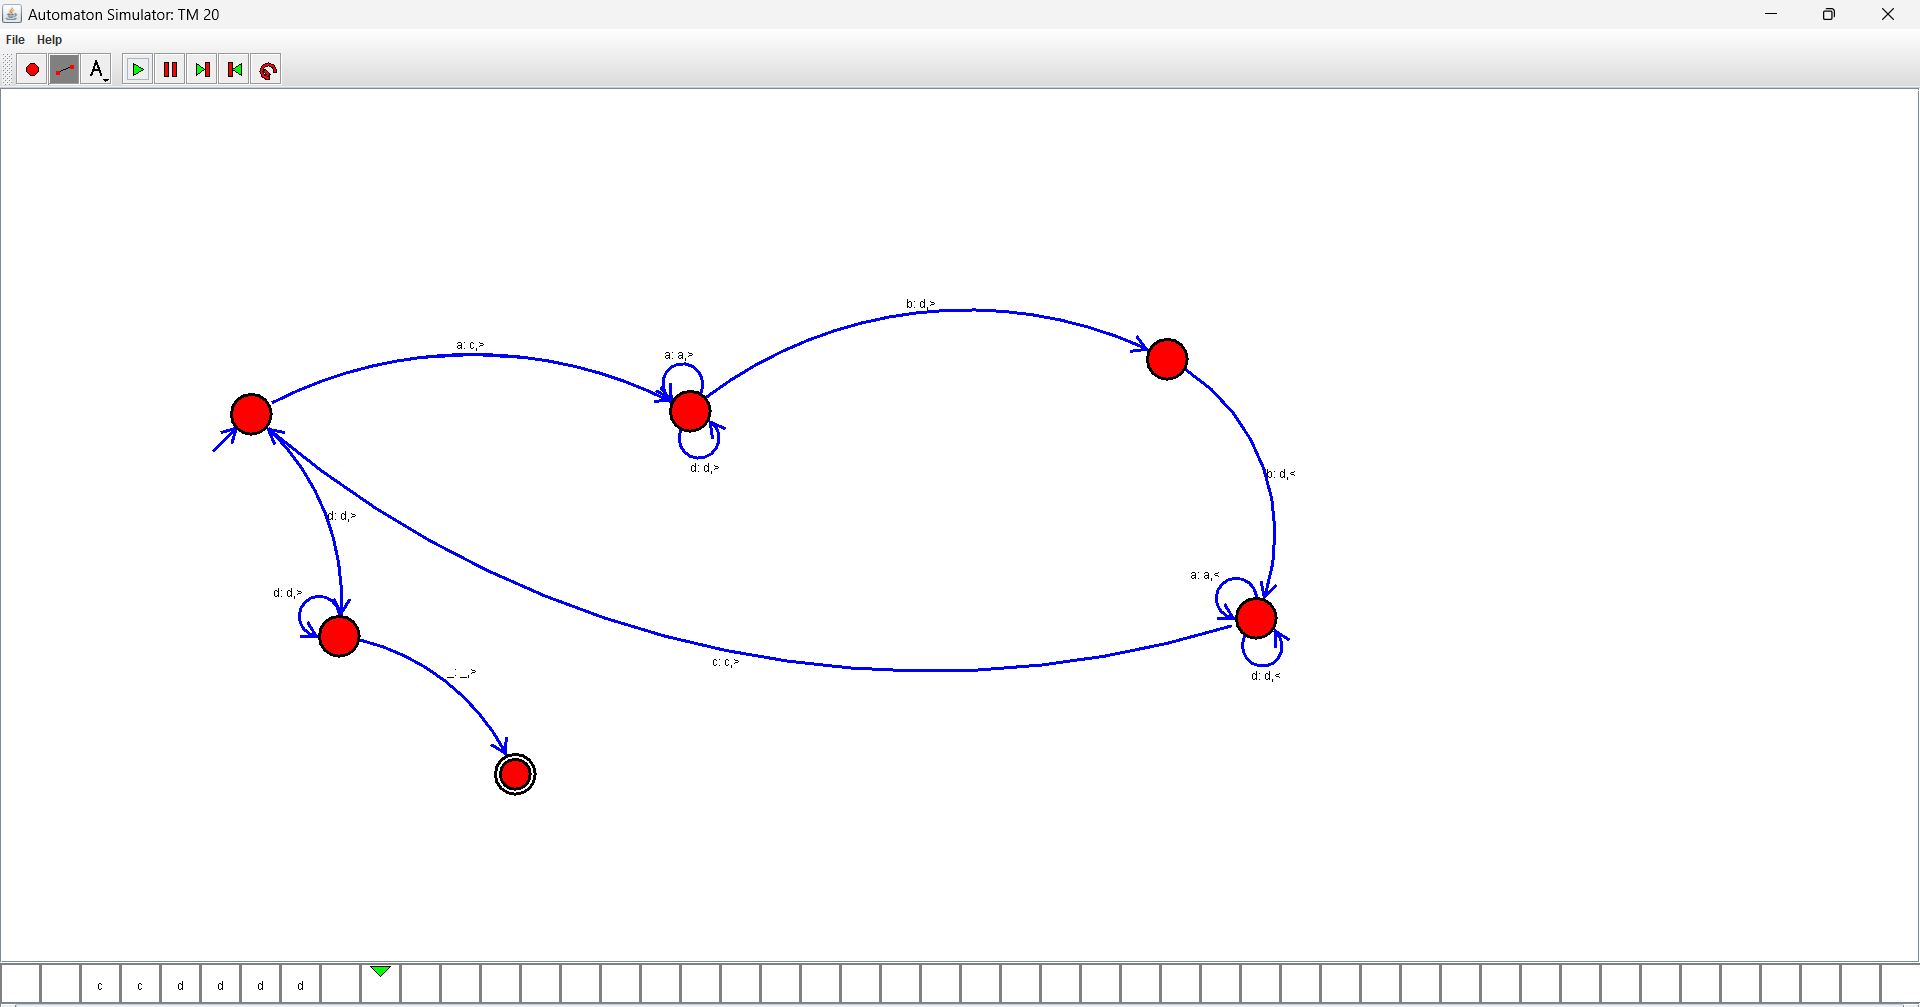 Automaton Simulator: TM 20
File Help
A
b: d,>
a: c,>
a: a,>
d: d,>
b: d,<
d: d,>
a: a,<
d: d,>
c: c,>
_: _,>
d: d,<
c c d d d d